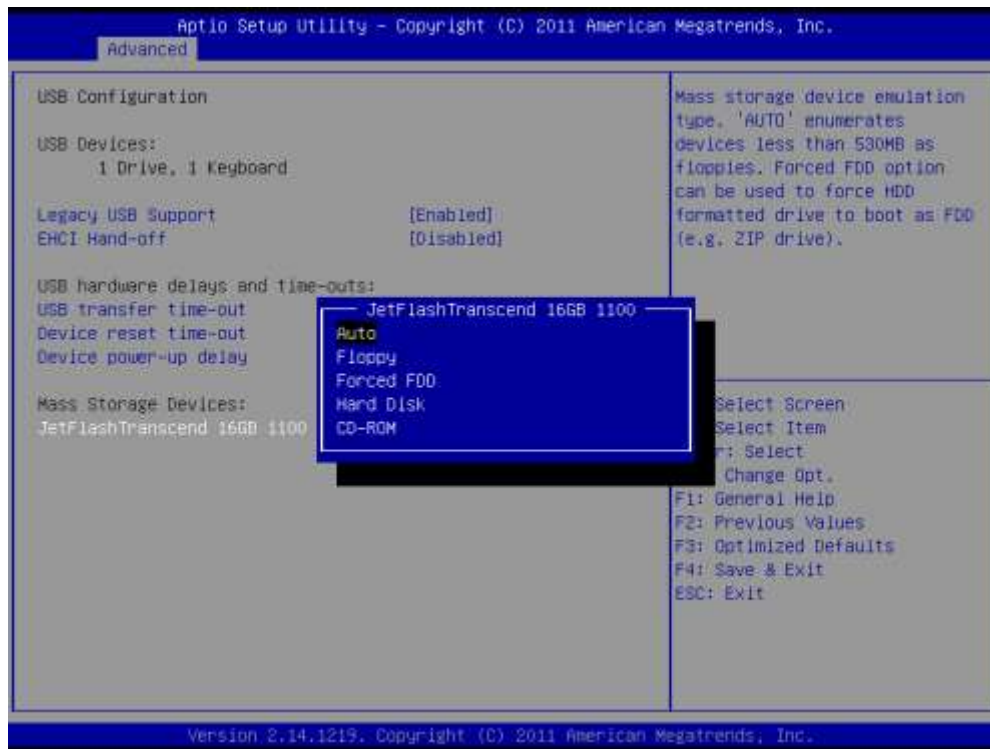 Aptio Setup Utility – Copyright (C) 2011 American Megatrends, Inc.
Advanced
USB Configuration
USB Devices:
1 Drive, 1 Keyboard
Legacy USB Support [Enabled]
EHCI Hand-off [Disabled]
USB hardware delays and time-outs:
USB transfer time-out
Device reset time-out
Device power-up delay
Mass Storage Devices:
JetFlashTranscend 16GB 1100
JetFlashTranscend 16GB 1100
Auto
Floppy
Forced FDD
Hard Disk
CD-ROM
Mass storage device emulation
type. 'AUTO' enumerates
devices less than 530MB as
floppies. Forced FDD option
can be used to force HDD
formatted drive to boot as FDD
(e.g. ZIP drive).
Select Screen
Select Item
r: Select
Change Opt.
F1: General Help
F2: Previous Values
F3: Optimized Defaults
F4: Save & Exit
ESC: Exit
Version 2.14.1219. Copyright (C) 2011 American Megatrends, Inc.